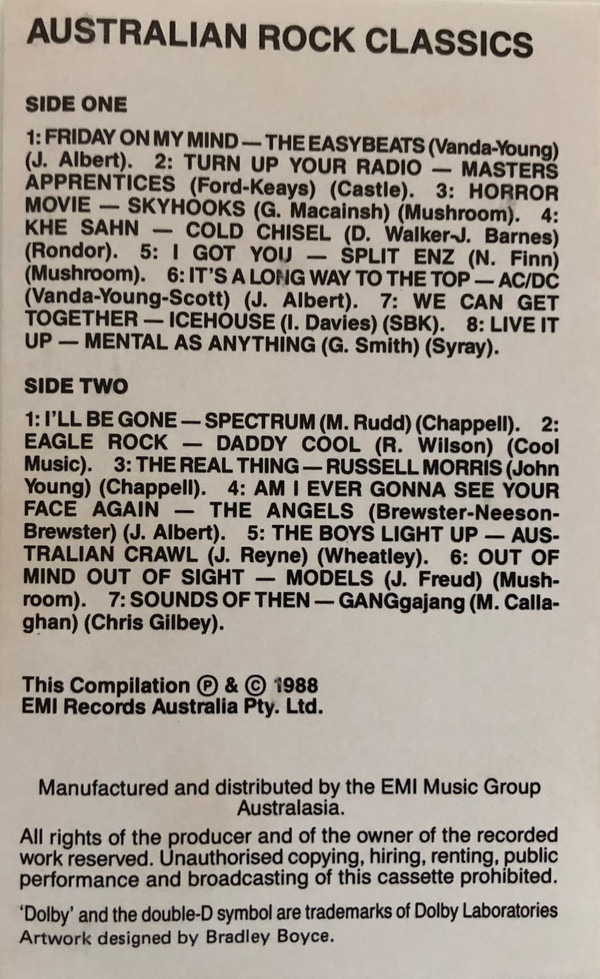 AUSTRALIAN ROCK CLASSICS
SIDE ONE
1: FRIDAY ON MY MIND — THE EASYBEATS (Vanda-Young)
(J. Albert). 2: TURN UP YOUR RADIO — MASTERS
APPRENTICES (Ford-Keays) (Castle). 3: HORROR
MOVIE — SKYHOOKS (G. Macainsh) (Mushroom). 4:
KHE SAHN — COLD CHISEL (D. Walker-J. Barnes)
(Rondor). 5: I GOT YOU — SPLIT ENZ (N. Finn)
(Mushroom). 6: IT'S A LONG WAY TO THE TOP — AC/DC
(Vanda-Young-Scott) (J. Albert). 7: WE CAN GET
TOGETHER — ICEHOUSE (I. Davies) (SBK). 8: LIVE IT
UP — MENTAL AS ANYTHING (G. Smith) (Syray).
SIDE TWO
1: I'LL BE GONE — SPECTRUM (M. Rudd) (Chappell). 2:
EAGLE ROCK — DADDY COOL (R. Wilson) (Cool
Music). 3: THE REAL THING — RUSSELL MORRIS (John
Young) (Chappell). 4: AM I EVER GONNA SEE YOUR
FACE AGAIN — THE ANGELS (Brewster-Neeson-
Brewster) (J. Albert). 5: THE BOYS LIGHT UP — AUS-
TRALIAN CRAWL (J. Reyne) (Wheatley). 6: OUT OF
MIND OUT OF SIGHT — MODELS (J. Freud) (Mush-
room). 7: SOUNDS OF THEN — GANGgajang (M. Calla-
ghan) (Chris Gilbey).
This Compilation Ⓟ & © 1988
EMI Records Australia Pty. Ltd.
Manufactured and distributed by the EMI Music Group
Australasia.
All rights of the producer and of the owner of the recorded
work reserved. Unauthorised copying, hiring, renting, public
performance and broadcasting of this cassette prohibited.
'Dolby' and the double-D symbol are trademarks of Dolby Laboratories
Artwork designed by Bradley Boyce.